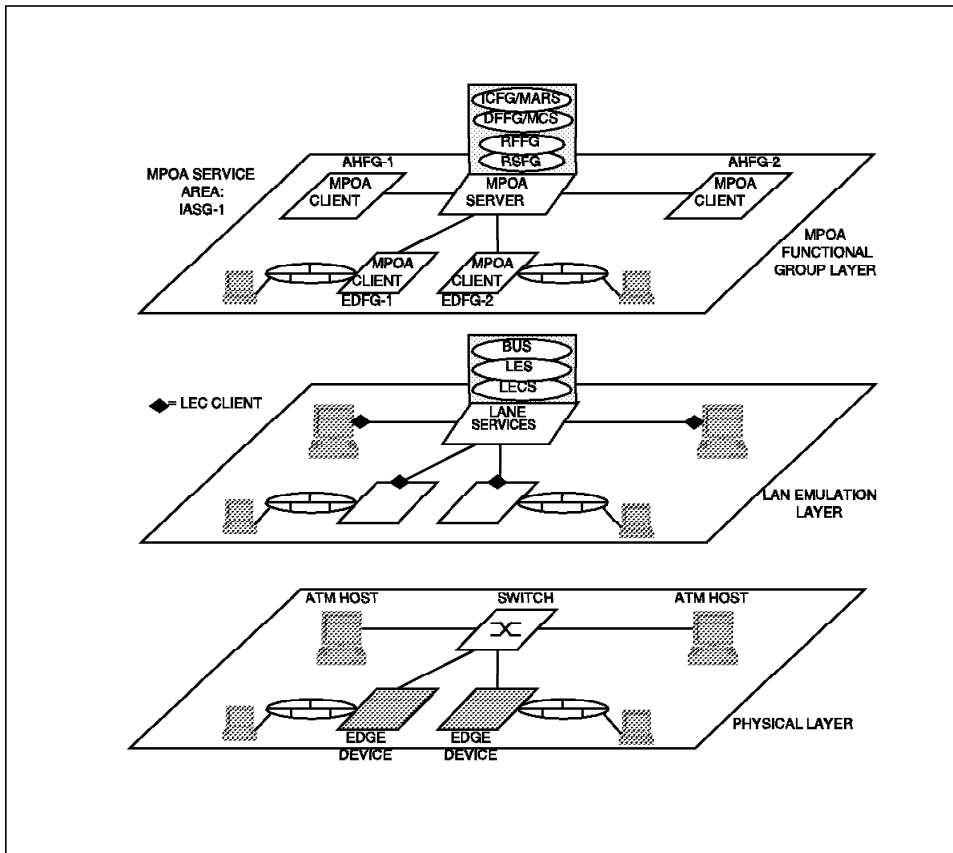 ICFG/MARS
DFFG/MCS
RFFG
RSFG
MPOA
SERVER
AHFG-1
MPOA
CLIENT
AHFG-2
MPOA
CLIENT
MPOA SERVICE
AREA:
IASG-1
MPOA
FUNCTIONAL
GROUP LAYER
MPOA
CLIENT
EDFG-1
MPOA
CLIENT
EDFG-2
BUS
LES
LECS
LANE
SERVICES
= LEC CLIENT
LAN EMULATION
LAYER
ATM HOST
SWITCH
ATM HOST
EDGE
DEVICE
EDGE
DEVICE
PHYSICAL LAYER